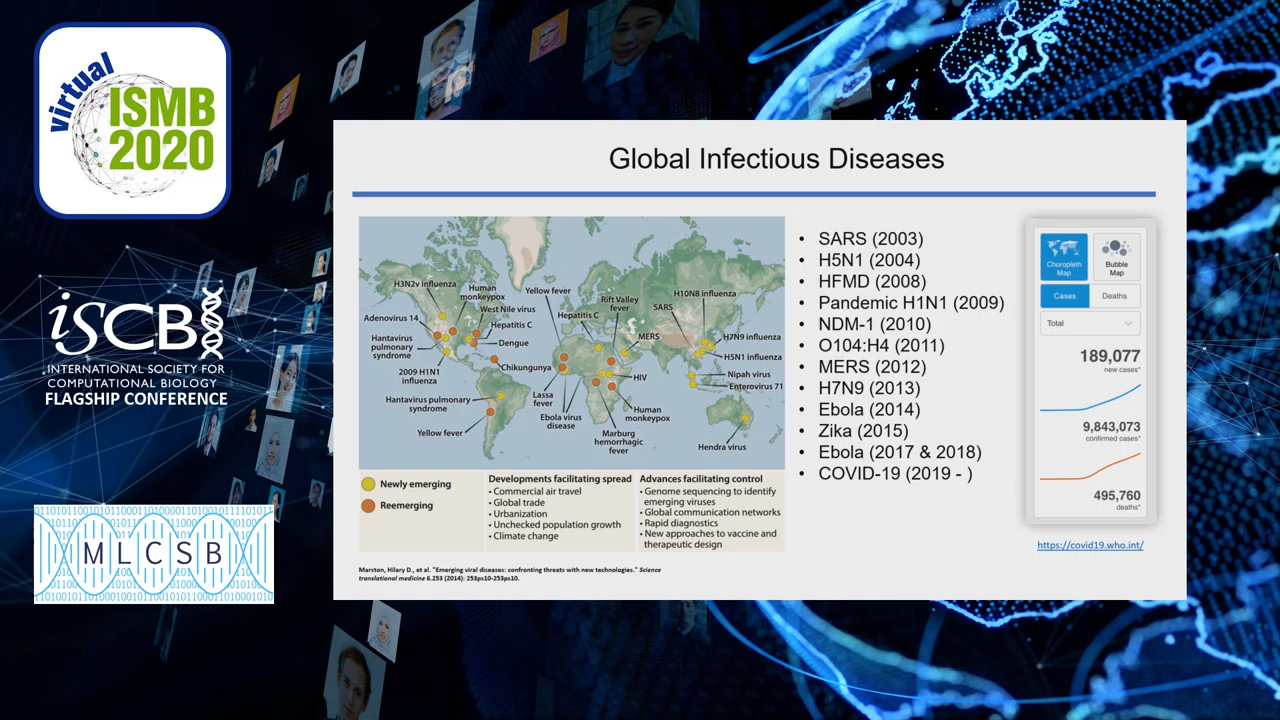 virtual
ISMB
2020
iSCB
INTERNATIONAL SOCIETY FOR
COMPUTATIONAL BIOLOGY
FLAGSHIP CONFERENCE
MLCSB
Global Infectious Diseases
H3N2v influenza
Human
monkeypox
Yellow fever
Rift Valley
fever
SARS
H10N8 influenza
Adenovirus 14
West Nile virus
Hepatitis C
Hepatitis C
Hantavirus
pulmonary
syndrome
Dengue
MERS
H7N9 influenza
H5N1 influenza
2009 H1N1
influenza
Chikungunya
HIV
Nipah virus
Enterovirus 71
Hantavirus pulmonary
syndrome
Lassa
fever
Ebola virus
disease
Human
monkeypox
Yellow fever
Marburg
hemorrhagic
fever
Hendra virus
Newly emerging
Reemerging
Developments facilitating spread
• Commercial air travel
• Global trade
• Urbanization
• Unchecked population growth
• Climate change
Advances facilitating control
• Genome sequencing to identify
emerging viruses
• Global communication networks
• Rapid diagnostics
• New approaches to vaccine and
therapeutic design
Marston, Hilary D., et al. "Emerging viral diseases: confronting threats with new technologies." Science
translational medicine 6.253 (2014): 253ps10-253ps10.
• SARS (2003)
• H5N1 (2004)
• HFMD (2008)
• Pandemic H1N1 (2009)
• NDM-1 (2010)
• O104:H4 (2011)
• MERS (2012)
• H7N9 (2013)
• Ebola (2014)
• Zika (2015)
• Ebola (2017 & 2018)
• COVID-19 (2019 - )
Choropleth
Map
Bubble
Map
Cases
Deaths
Total
189,077
new cases*
9,843,073
confirmed cases*
495,760
deaths*
https://covid19.who.int/